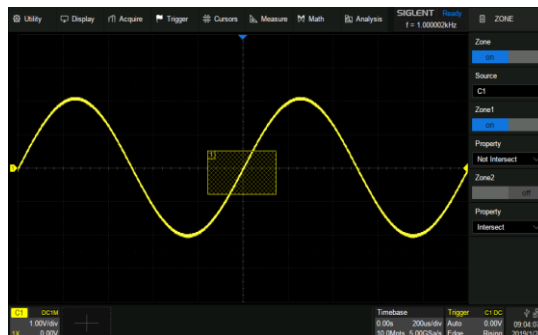 Utility Display Acquire Trigger Cursors Measure Math Analysis
SIGLENT Ready
f = 1.000002kHz
ZONE
Zone
on
Source
C1
Zone1
on
Property
Not Intersect
Zone2
off
Property
Intersect
1
C1 DC1M
1.00V/div
1X 0.00V
Timebase
0.00s 200us/div
10.0Mpts 5.00GSa/s
Trigger C1 DC
Auto 0.00V
Edge Rising